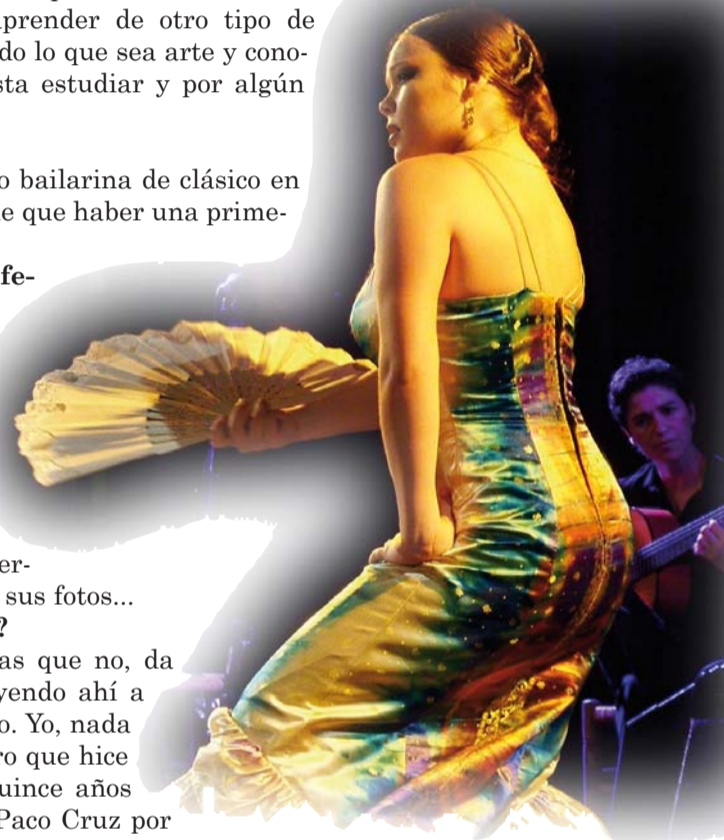 prender de otro tipo de
do lo que sea arte y cono-
sta estudiar y por algún
o bailarina de clásico en
e que haber una prime-
fe-
er-
sus fotos...
?
as que no, da
yendo ahí a
o. Yo, nada
ro que hice
uince años
Paco Cruz por